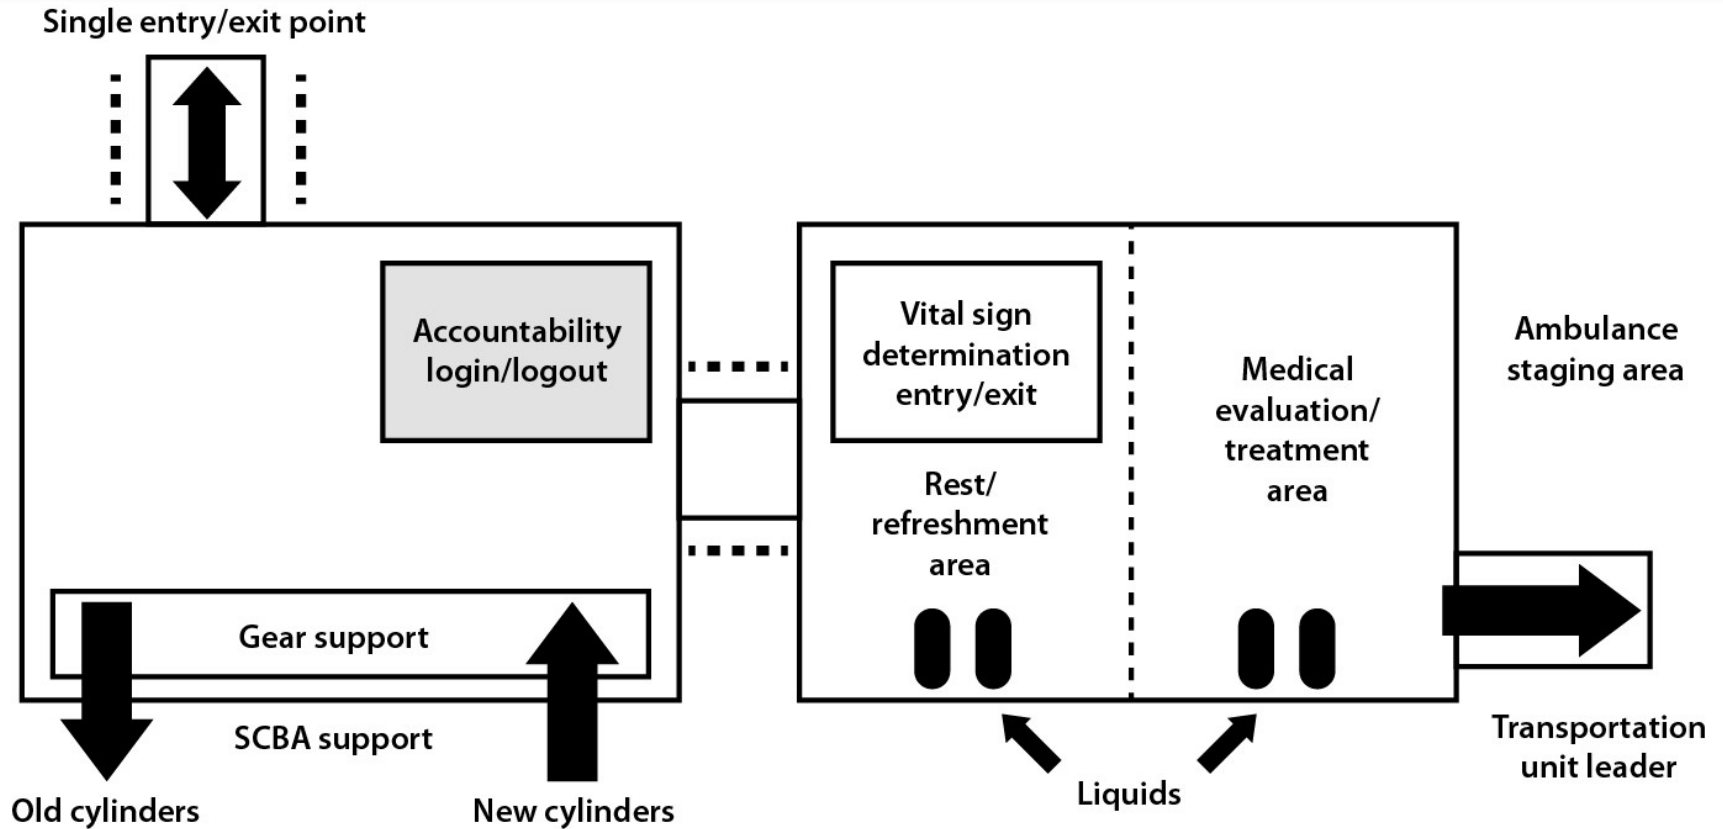 Single entry/exit point
Accountability
login/logout
Gear support
SCBA support
Old cylinders
New cylinders
Vital sign
determination
entry/exit
Rest/
refreshment
area
Medical
evaluation/
treatment
area
Liquids
Ambulance
staging area
Transportation
unit leader